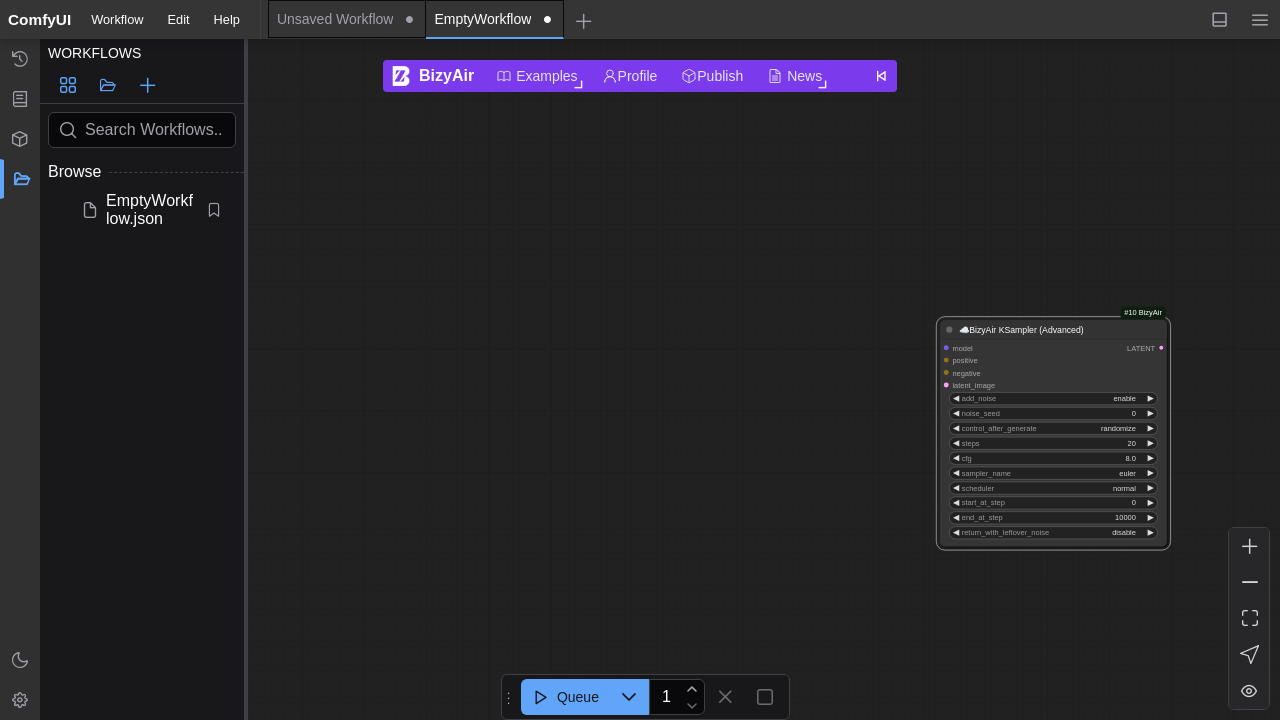 ComfyUI Workflow Edit Help Unsaved Workflow EmptyWorkflow
WORKFLOWS
Search Workflows..
Browse
EmptyWorkf
low.json
BizyAir Examples Profile Publish News
#10 BizyAir
BizyAir KSampler (Advanced)
model LATENT
positive
negative
latent_image
add_noise enable
noise_seed 0
control_after_generate randomize
steps 20
cfg 8.0
sampler_name euler
scheduler normal
start_at_step 0
end_at_step 10000
return_with_leftover_noise disable
Queue 1